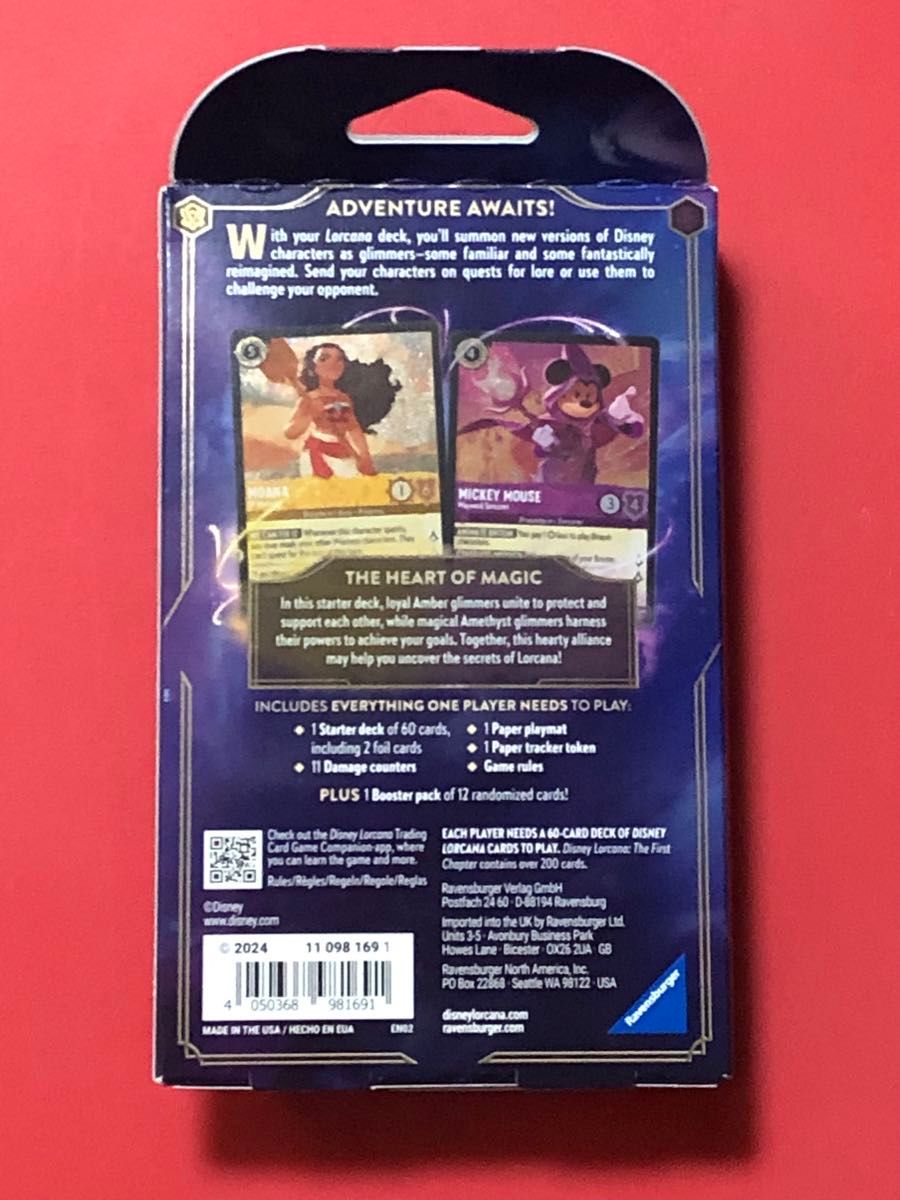 ADVENTURE AWAITS!
With your Lorcana deck, you'll summon new versions of Disney
characters as glimmers—some familiar and some fantastically
reimagined. Send your characters on quests for lore or use them to
challenge your opponent.
5
4
MOANA
1 6
MICKEY MOUSE
Wayward Sorcerer
3 4
THE HEART OF MAGIC
In this starter deck, loyal Amber glimmers unite to protect and
support each other, while magical Amethyst glimmers harness
their powers to achieve your goals. Together, this hearty alliance
may help you uncover the secrets of Lorcana!
INCLUDES EVERYTHING ONE PLAYER NEEDS TO PLAY:
◆ 1 Starter deck of 60 cards,
including 2 foil cards
◆ 11 Damage counters
◆ 1 Paper playmat
◆ 1 Paper tracker token
◆ Game rules
PLUS 1 Booster pack of 12 randomized cards!
Check out the Disney Lorcana Trading
Card Game Companion-app, where
you can learn the game and more.
Rules/Règles/Regeln/Regole/Reglas
©Disney
www.disney.com
© 2024 11 098 169 1
4 050368 981691
MADE IN THE USA / HECHO EN EUA EN02
EACH PLAYER NEEDS A 60-CARD DECK OF DISNEY
LORCANA CARDS TO PLAY. Disney Lorcana: The First
Chapter contains over 200 cards.
Ravensburger Verlag GmbH
Postfach 24 60 · D-88194 Ravensburg
Imported into the UK by Ravensburger Ltd.
Units 3-5 · Avonbury Business Park
Howes Lane · Bicester · OX26 2UA · GB
Ravensburger North America, Inc.
PO Box 22868 · Seattle WA 98122 · USA
disneylorcana.com
ravensburger.com
Ravensburger